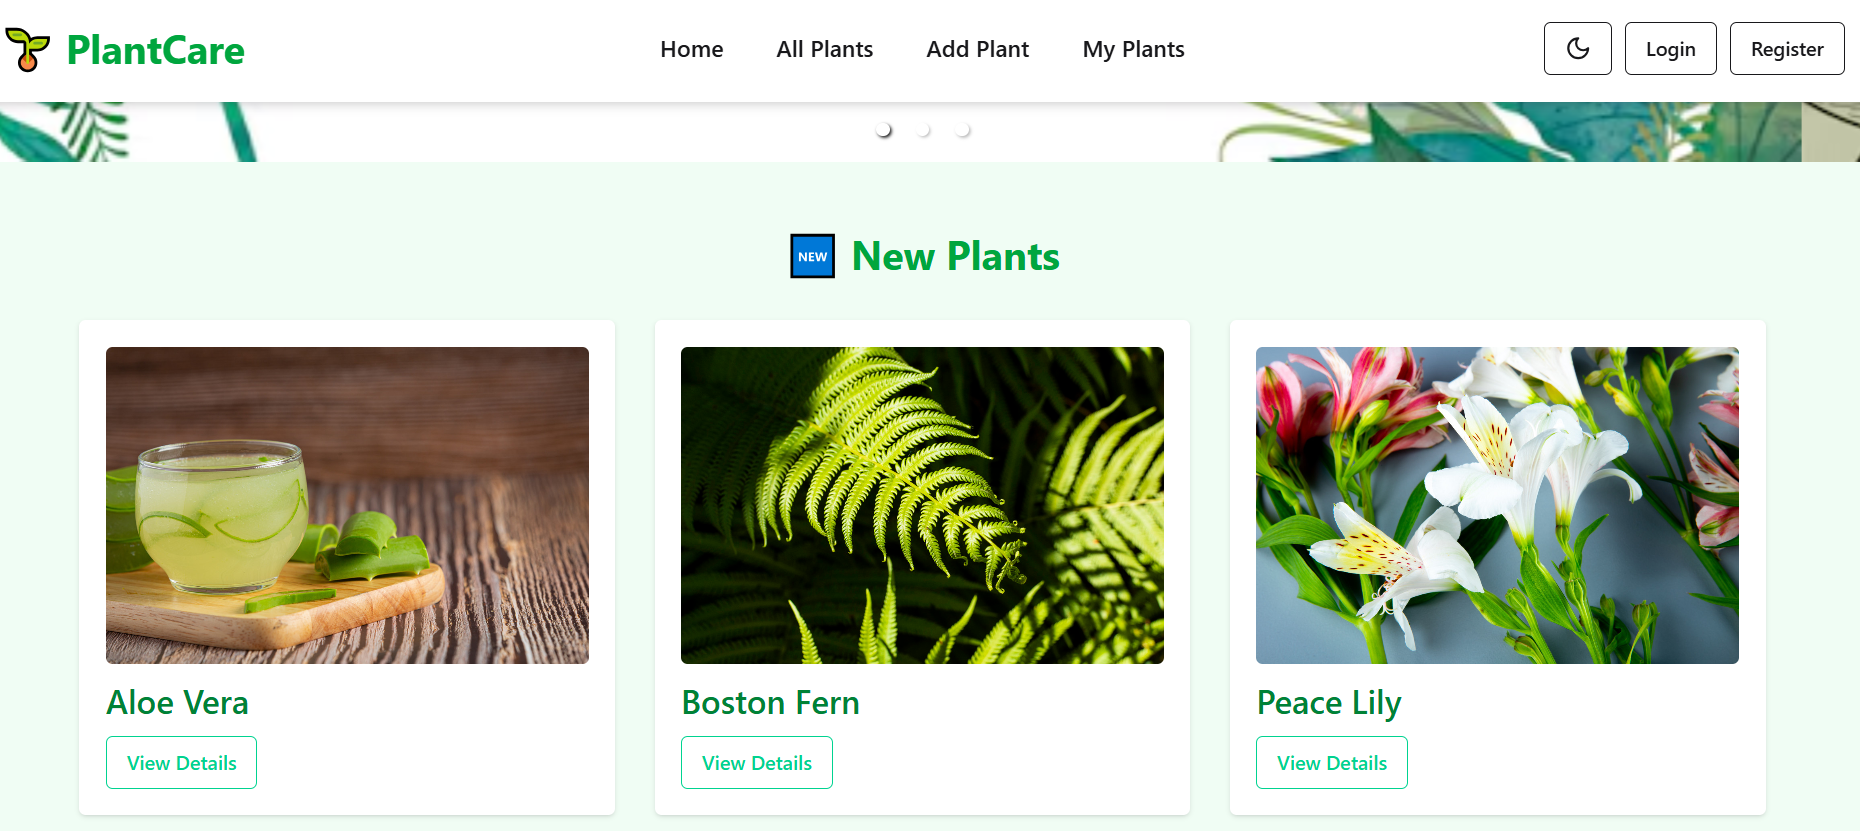 PlantCare
Home
All Plants
Add Plant
My Plants
Login
Register
NEW New Plants
Aloe Vera
View Details
Boston Fern
View Details
Peace Lily
View Details